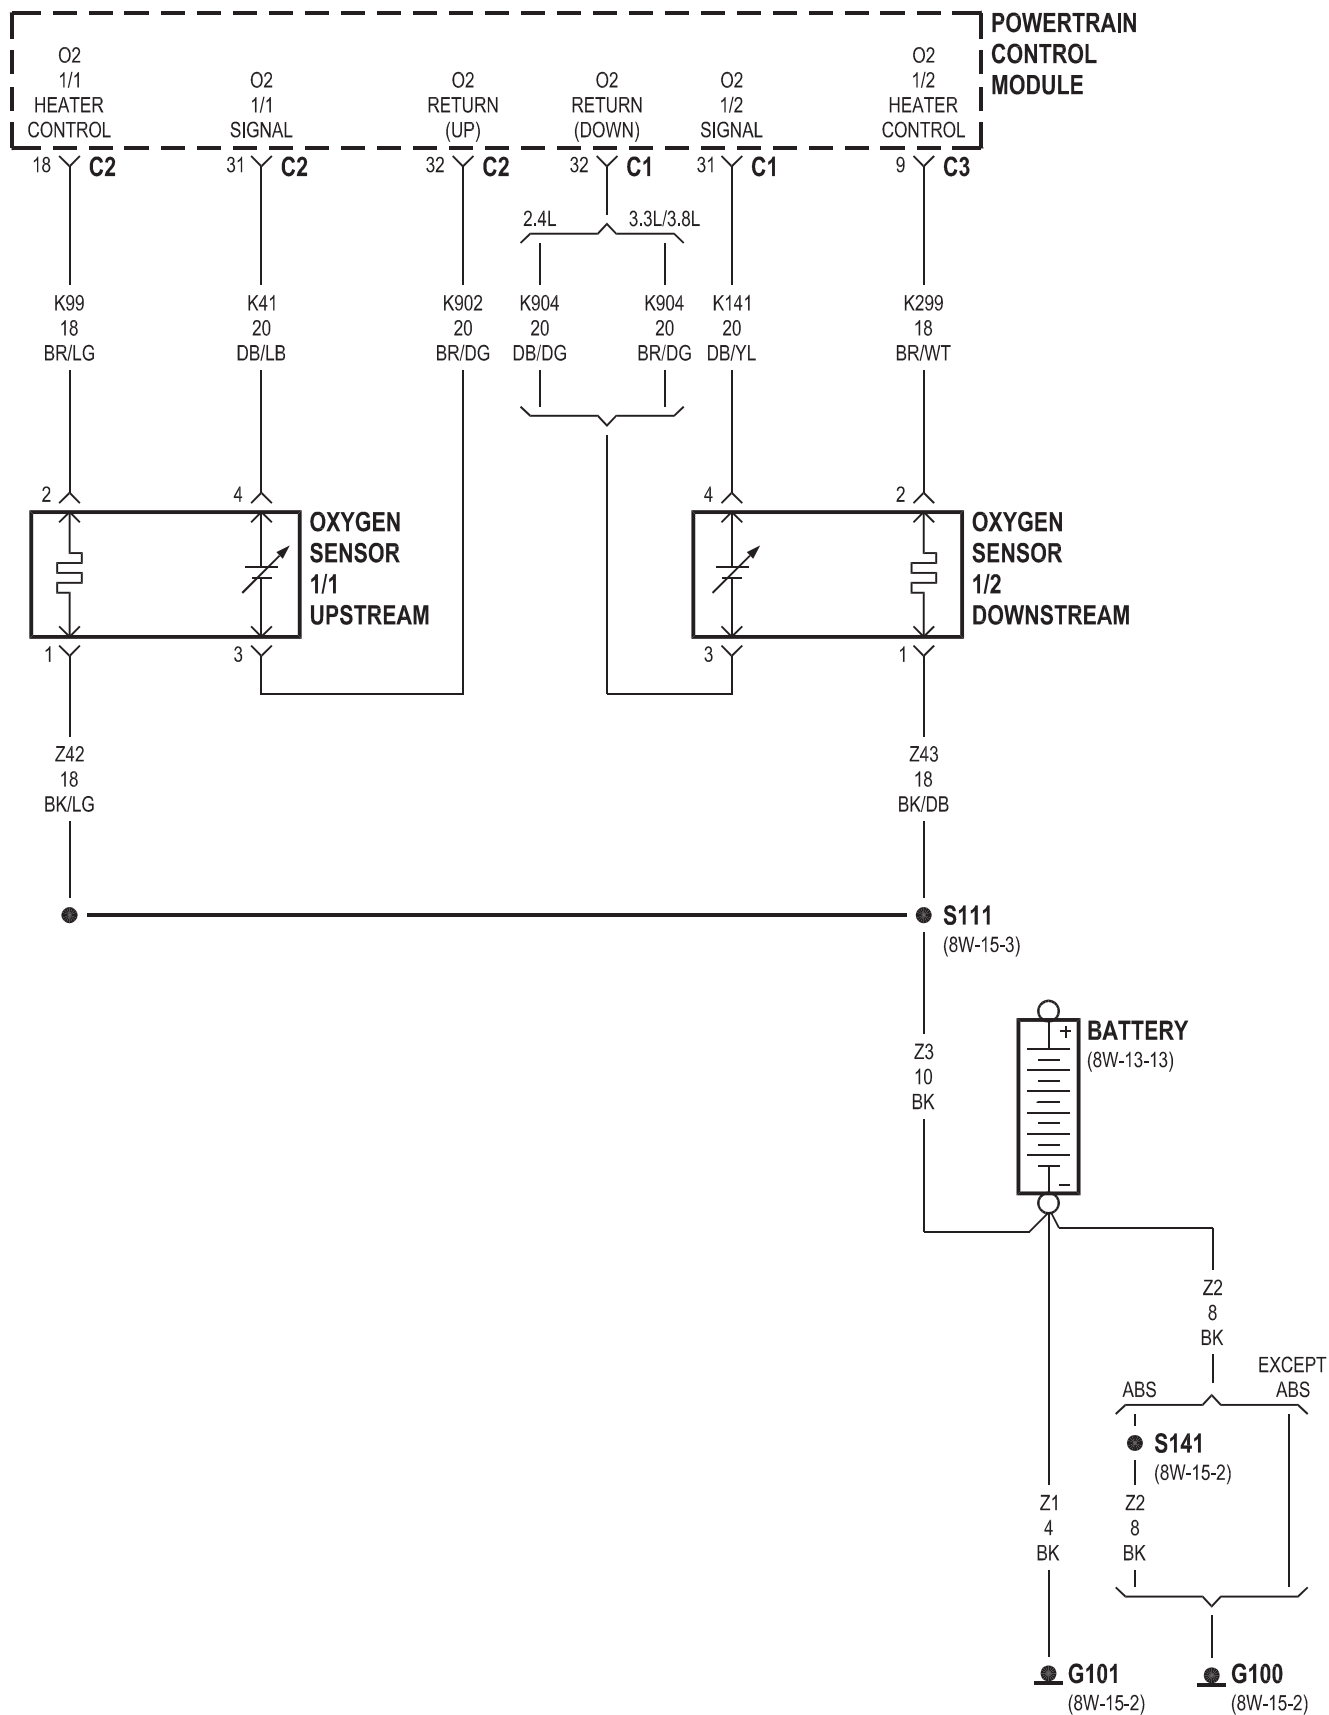 POWERTRAIN
CONTROL
MODULE
O2
1/1
HEATER
CONTROL
O2
1/1
SIGNAL
O2
RETURN
(UP)
O2
RETURN
(DOWN)
O2
1/2
SIGNAL
O2
1/2
HEATER
CONTROL
18 C2
31 C2
32 C2
32 C1
31 C1
9 C3
2.4L
3.3L/3.8L
K99
18
BR/LG
K41
20
DB/LB
K902
20
BR/DG
K904
20
DB/DG
K904
20
BR/DG
K141
20
DB/YL
K299
18
BR/WT
2
4
4
2
OXYGEN
SENSOR
1/1
UPSTREAM
OXYGEN
SENSOR
1/2
DOWNSTREAM
1
3
3
1
Z42
18
BK/LG
Z43
18
BK/DB
S111
(8W-15-3)
+
BATTERY
(8W-13-13)
−
Z3
10
BK
Z2
8
BK
ABS
EXCEPT
ABS
S141
(8W-15-2)
Z1
4
BK
Z2
8
BK
G101
(8W-15-2)
G100
(8W-15-2)